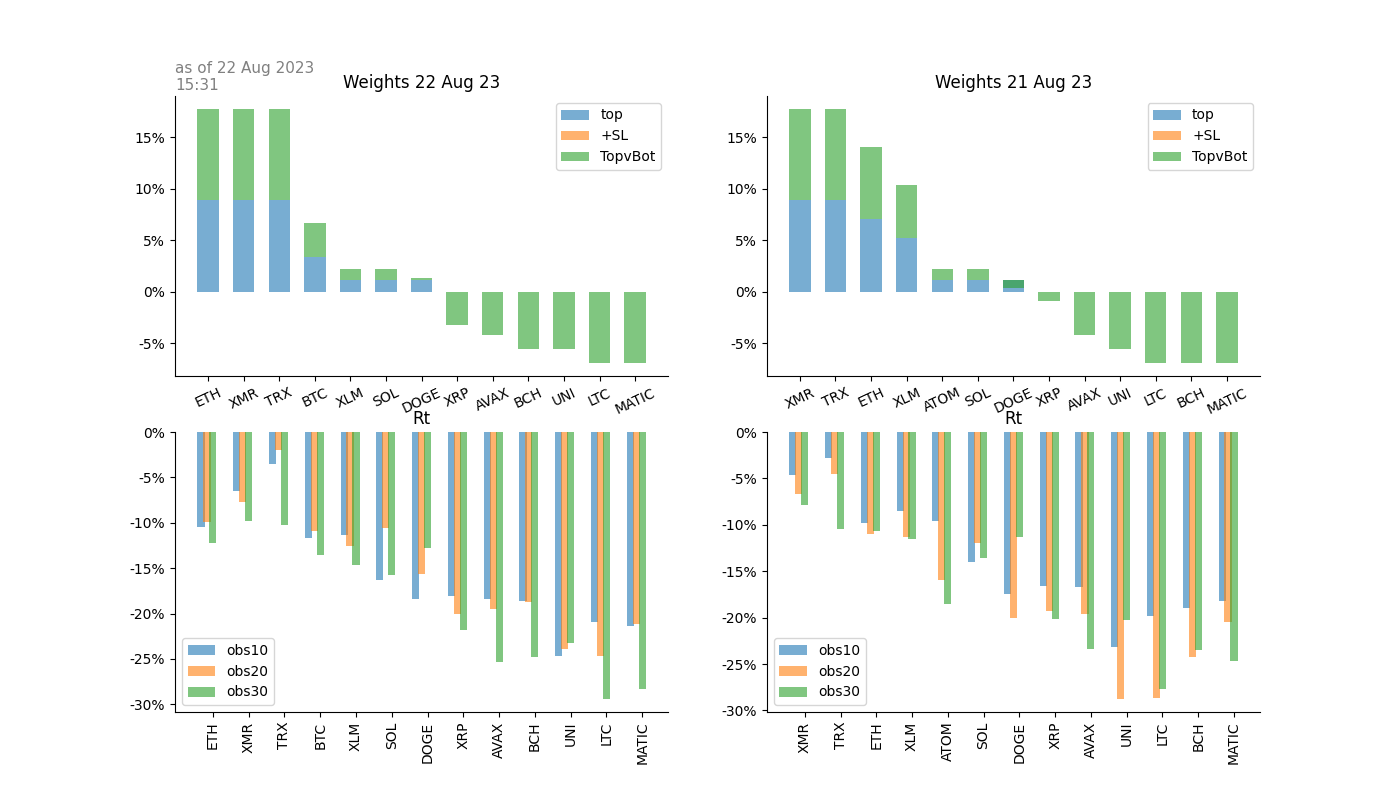 as of 22 Aug 2023
15:31
Weights 22 Aug 23
15%
10%
5%
0%
-5%
top
+SL
TopvBot
ETH XMR TRX BTC XLM SOL DOGE XRP AVAX BCH UNI LTC MATIC
Weights 21 Aug 23
15%
10%
5%
0%
-5%
top
+SL
TopvBot
XMR TRX ETH XLM ATOM SOL DOGE XRP AVAX UNI LTC BCH MATIC
Rt
0%
-5%
-10%
-15%
-20%
-25%
-30%
obs10
obs20
obs30
ETH XMR TRX BTC XLM SOL DOGE XRP AVAX BCH UNI LTC MATIC
Rt
0%
-5%
-10%
-15%
-20%
-25%
-30%
obs10
obs20
obs30
XMR TRX ETH XLM ATOM SOL DOGE XRP AVAX UNI LTC BCH MATIC